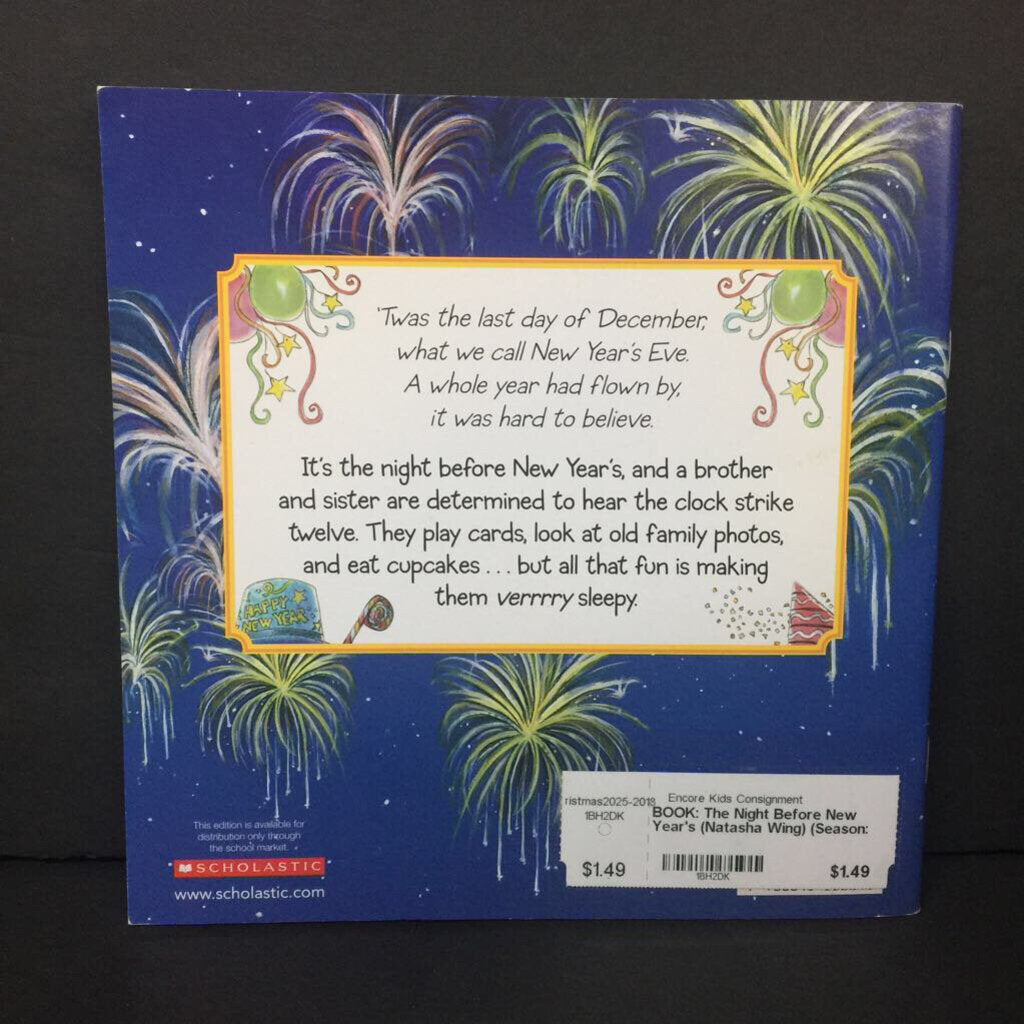 'Twas the last day of December,
what we call New Year's Eve.
A whole year had flown by,
it was hard to believe.
It's the night before New Year's, and a brother
and sister are determined to hear the clock strike
twelve. They play cards, look at old family photos,
and eat cupcakes . . . but all that fun is making
them verrrry sleepy.
HAPPY
NEW YEAR
This edition is available for
distribution only through
the school market.
SCHOLASTIC
www.scholastic.com
ristmas2025-2018
1BH2DK
$1.49
Encore Kids Consignment
BOOK: The Night Before New
Year's (Natasha Wing) (Season:
1BH2DK
$1.49